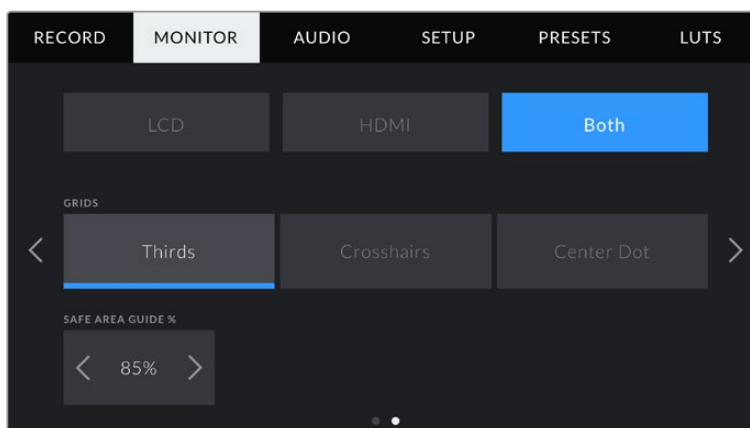 RECORD MONITOR AUDIO SETUP PRESETS LUTS
LCD HDMI Both
GRIDS
Thirds Crosshairs Center Dot
SAFE AREA GUIDE %
85%